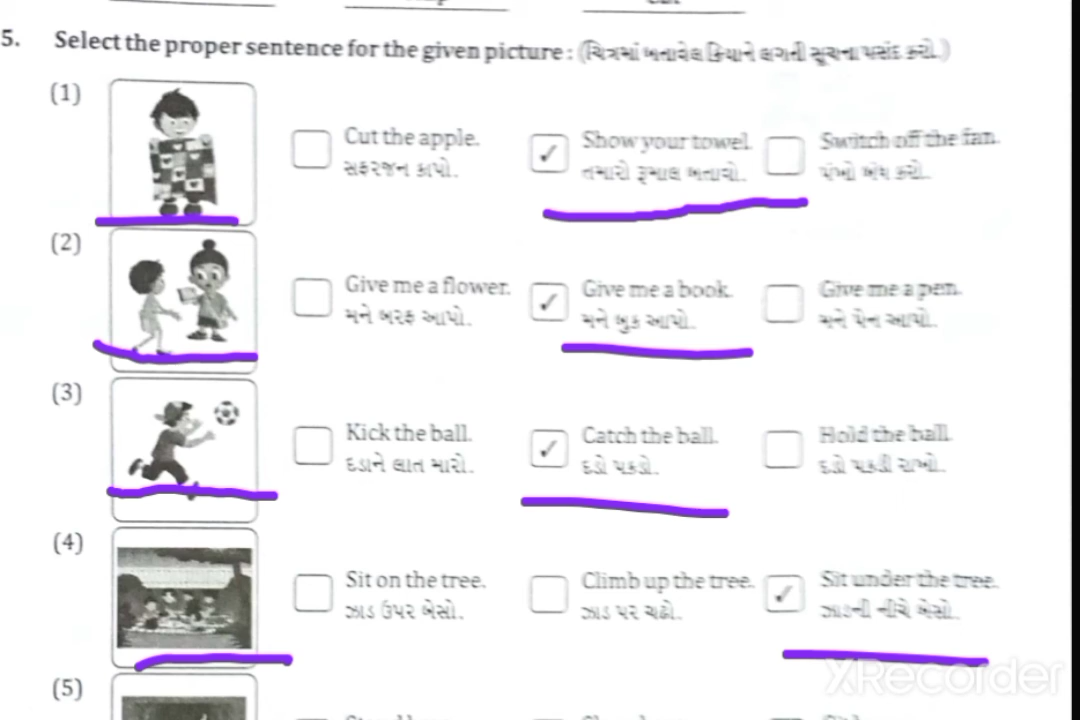 5. Select the proper sentence for the given picture : (ચિત્રમાં બતાવેલ ક્રિયાને લગતી સૂચના પસંદ કરો.)
(1)
Cut the apple. ✓ Show your towel. Switch off the fan.
સફરજન કાપો. તમારો રૂમાલ બતાવો. પંખો બંધ કરો.
(2)
Give me a flower. ✓ Give me a book. Give me a pen.
મને બરફ આપો. મને બુક આપો. મને પેન આપો.
(3)
Kick the ball. ✓ Catch the ball. Hold the ball.
દડાને લાત મારો. દડો પકડો. દડો પકડી રાખો.
(4)
Sit on the tree. Climb up the tree. ✓ Sit under the tree.
ઝાડ ઉપર બેસો. ઝાડ પર ચઢો. ઝાડની નીચે બેસો.
(5)
XRecorder